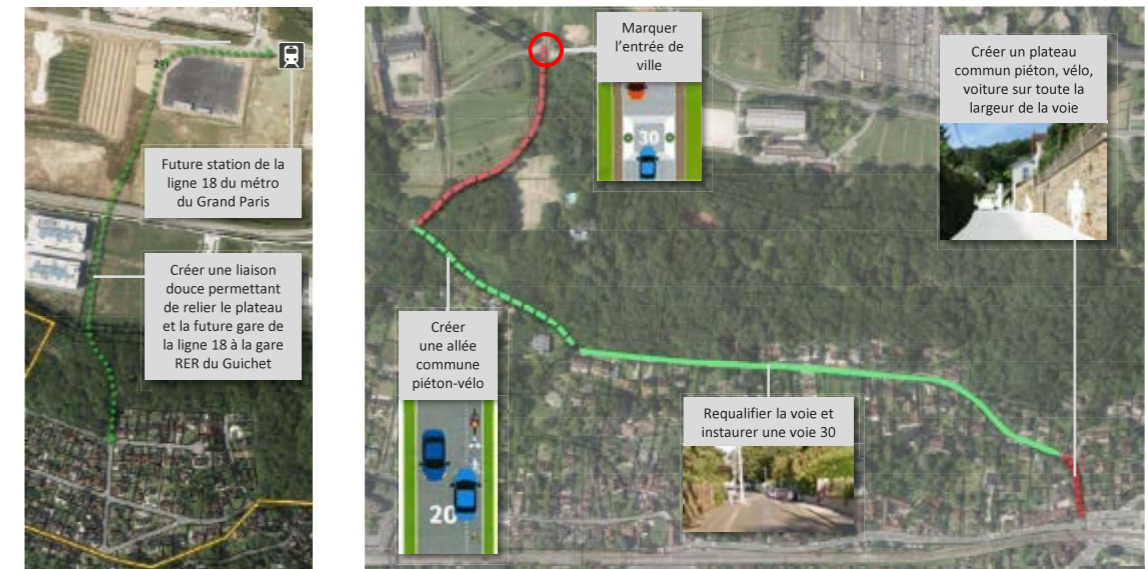 Future station de la
ligne 18 du métro
du Grand Paris
Créer une liaison
douce permettant
de relier le plateau
et la future gare de
la ligne 18 à la gare
RER du Guichet
Marquer
l'entrée de
ville
30
Créer un plateau
commun piéton, vélo,
voiture sur toute la
largeur de la voie
Créer
une allée
commune
piéton-vélo
20
Requalifier la voie et
instaurer une voie 30